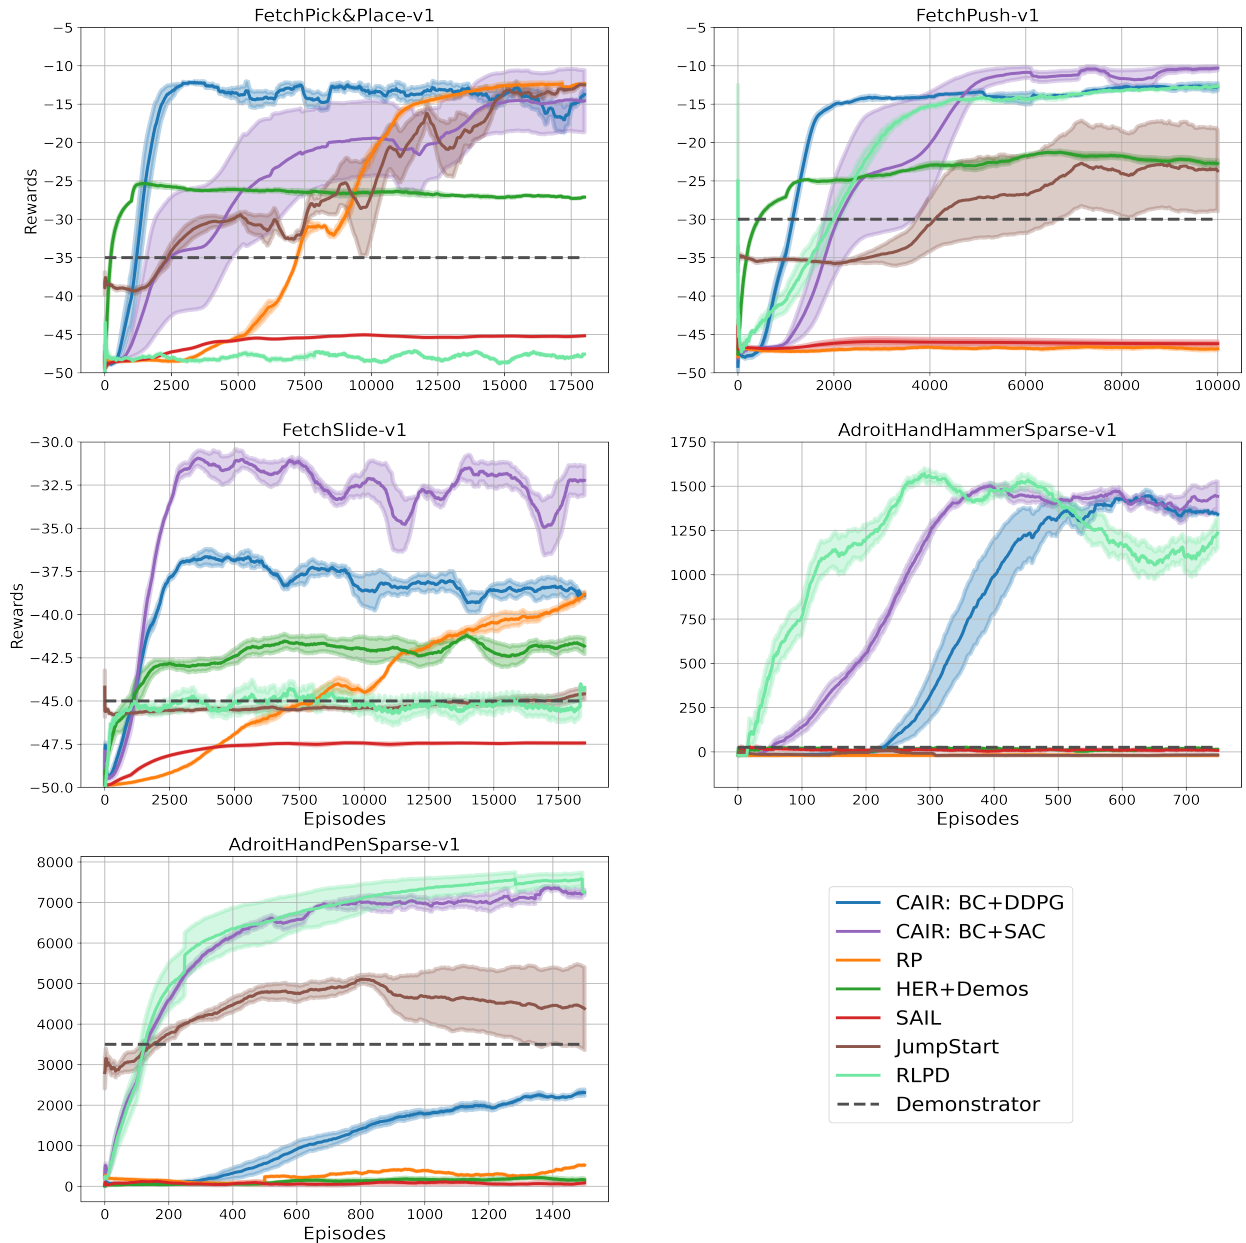 FetchPick&Place-v1
−5
−10
−15
−20
−25
−30
−35
−40
−45
−50
Rewards
0 2500 5000 7500 10000 12500 15000 17500
FetchPush-v1
−5
−10
−15
−20
−25
−30
−35
−40
−45
−50
0 2000 4000 6000 8000 10000
FetchSlide-v1
−30.0
−32.5
−35.0
−37.5
−40.0
−42.5
−45.0
−47.5
−50.0
Rewards
0 2500 5000 7500 10000 12500 15000 17500
Episodes
AdroitHandHammerSparse-v1
1750
1500
1250
1000
750
500
250
0
0 100 200 300 400 500 600 700
Episodes
AdroitHandPenSparse-v1
8000
7000
6000
5000
4000
3000
2000
1000
0
0 200 400 600 800 1000 1200 1400
Episodes
CAIR: BC+DDPG
CAIR: BC+SAC
RP
HER+Demos
SAIL
JumpStart
RLPD
Demonstrator